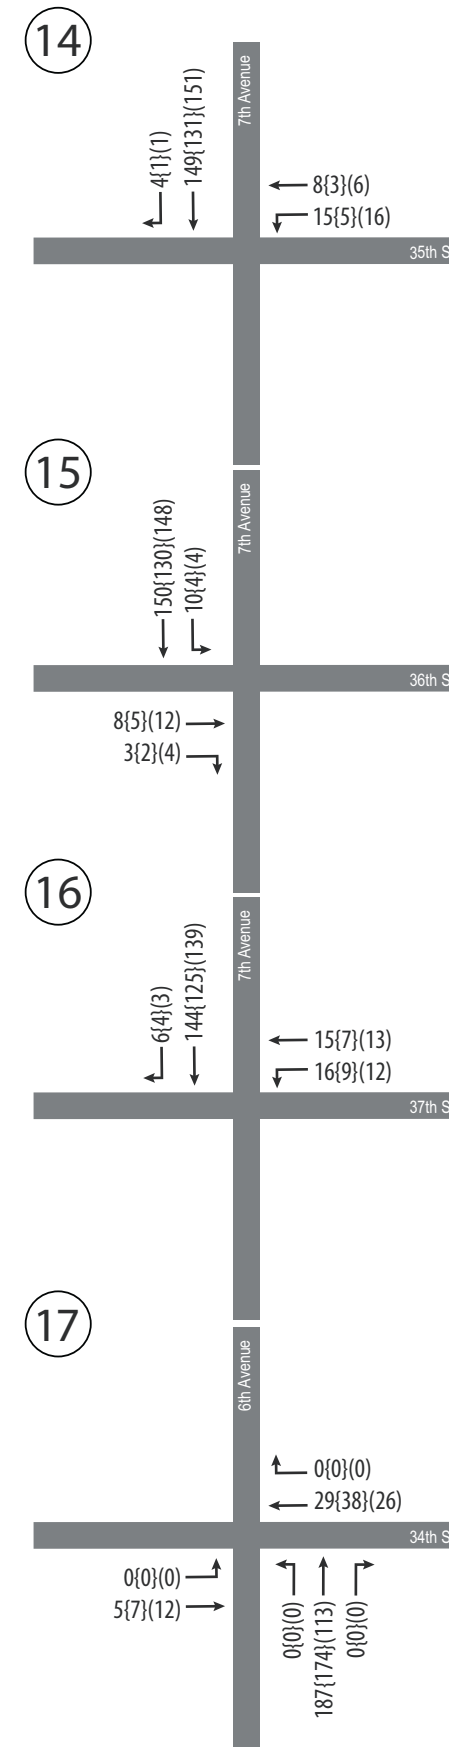 14
7th Avenue
4{1}(1)
149{131}(151)
8{3}(6)
15{5}(16)
35th S
15
7th Avenue
150{130}(148)
10{4}(4)
36th S
8{5}(12)
3{2}(4)
16
7th Avenue
6{4}(3)
144{125}(139)
15{7}(13)
16{9}(12)
37th S
17
6th Avenue
0{0}(0)
29{38}(26)
34th S
0{0}(0)
5{7}(12)
0{0}(0)
187{174}(113)
0{0}(0)